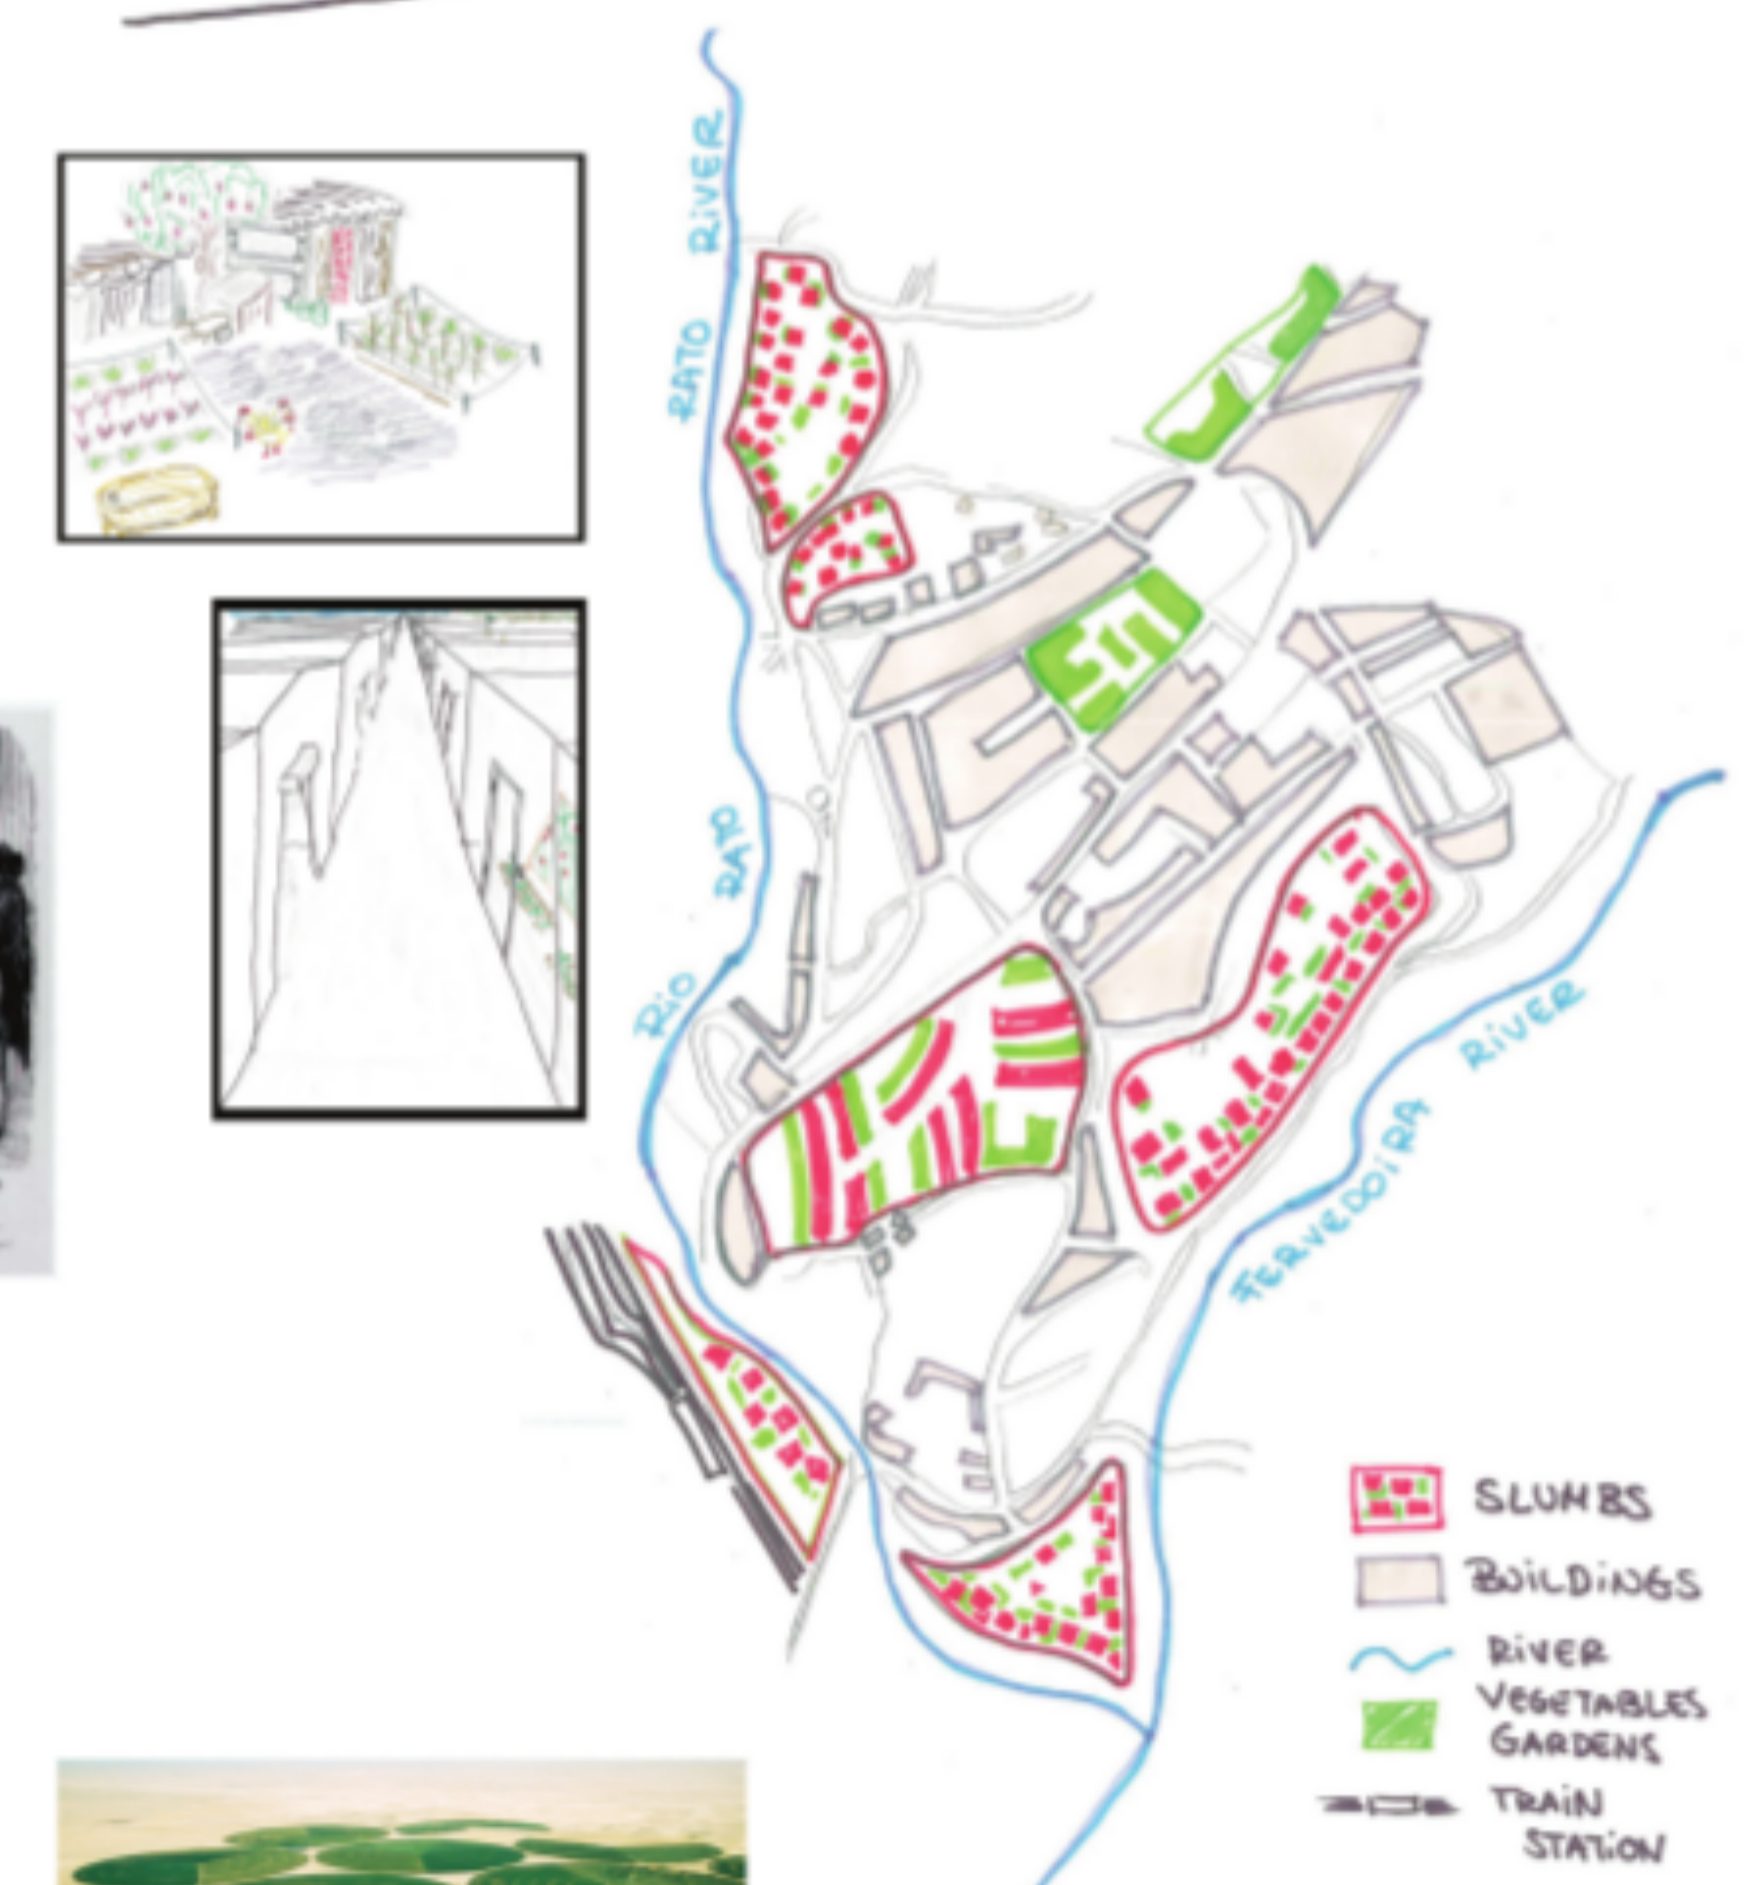 RATO RiVER
RiO RATO
FERVEDOiRA RiVER
SLUMBS
BUiLDiNGS
RiVER
VEGETABLES
GARDENS
TRAiN
STATiON